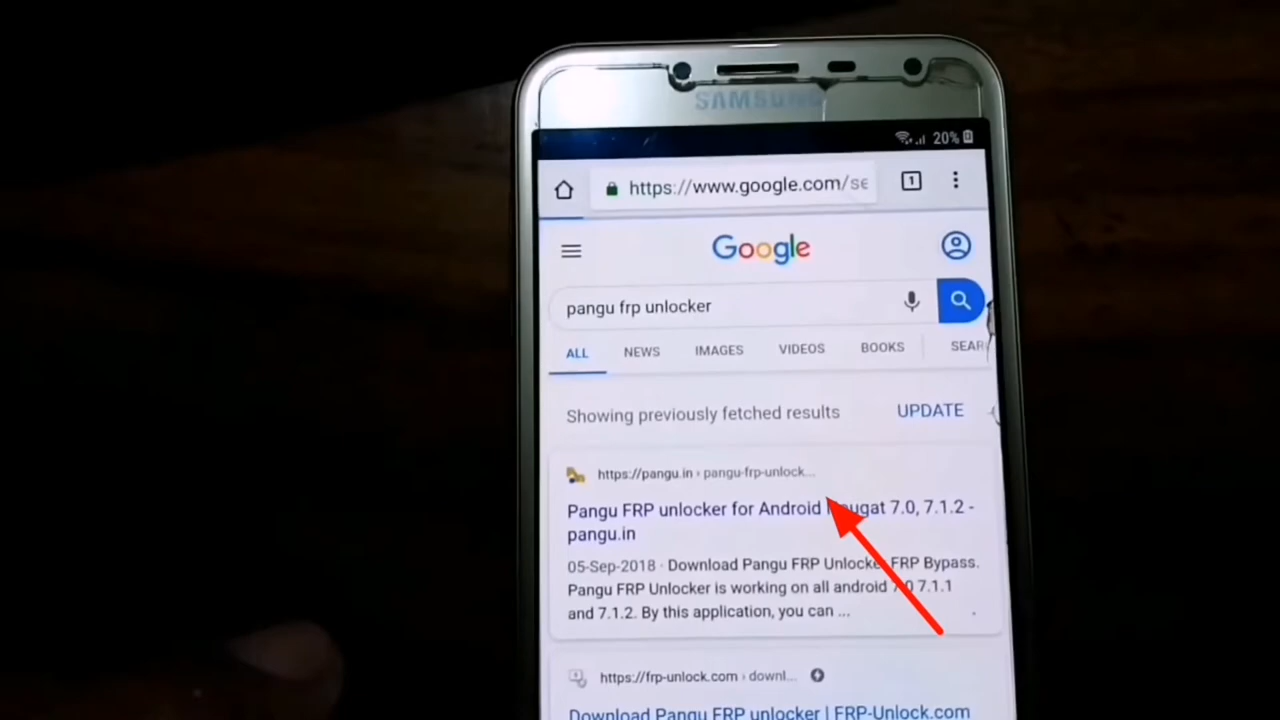 SAMSUNG
20%
https://www.google.com/se
1
Google
pangu frp unlocker
ALL NEWS IMAGES VIDEOS BOOKS SEAR
Showing previously fetched results UPDATE
https://pangu.in › pangu-frp-unlock...
Pangu FRP unlocker for Android Nougat 7.0, 7.1.2 -
pangu.in
05-Sep-2018 · Download Pangu FRP Unlocker FRP Bypass.
Pangu FRP Unlocker is working on all android 7.0 7.1.1
and 7.1.2. By this application, you can ...
https://frp-unlock.com › downl...
Download Pangu FRP unlocker | FRP-Unlock.com